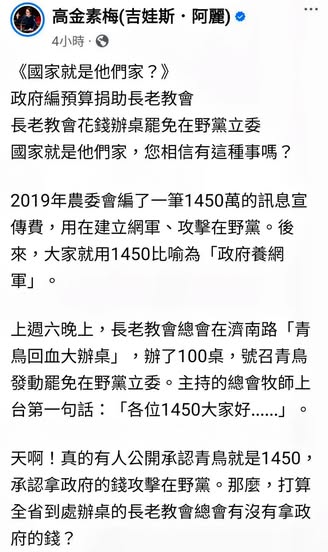 高金素梅(吉娃斯・阿麗)
4小時・
《國家就是他們家？》
政府編預算捐助長老教會
長老教會花錢辦桌罷免在野黨立委
國家就是他們家，您相信有這種事嗎？
2019年農委會編了一筆1450萬的訊息宣
傳費，用在建立網軍、攻擊在野黨。後
來，大家就用1450比喻為「政府養網
軍」。
上週六晚上，長老教會總會在濟南路「青
鳥回血大辦桌」，辦了100桌，號召青鳥
發動罷免在野黨立委。主持的總會牧師上
台第一句話：「各位1450大家好......」。
天啊！真的有人公開承認青鳥就是1450，
承認拿政府的錢攻擊在野黨。那麼，打算
全省到處辦桌的長老教會總會有沒有拿政
府的錢？